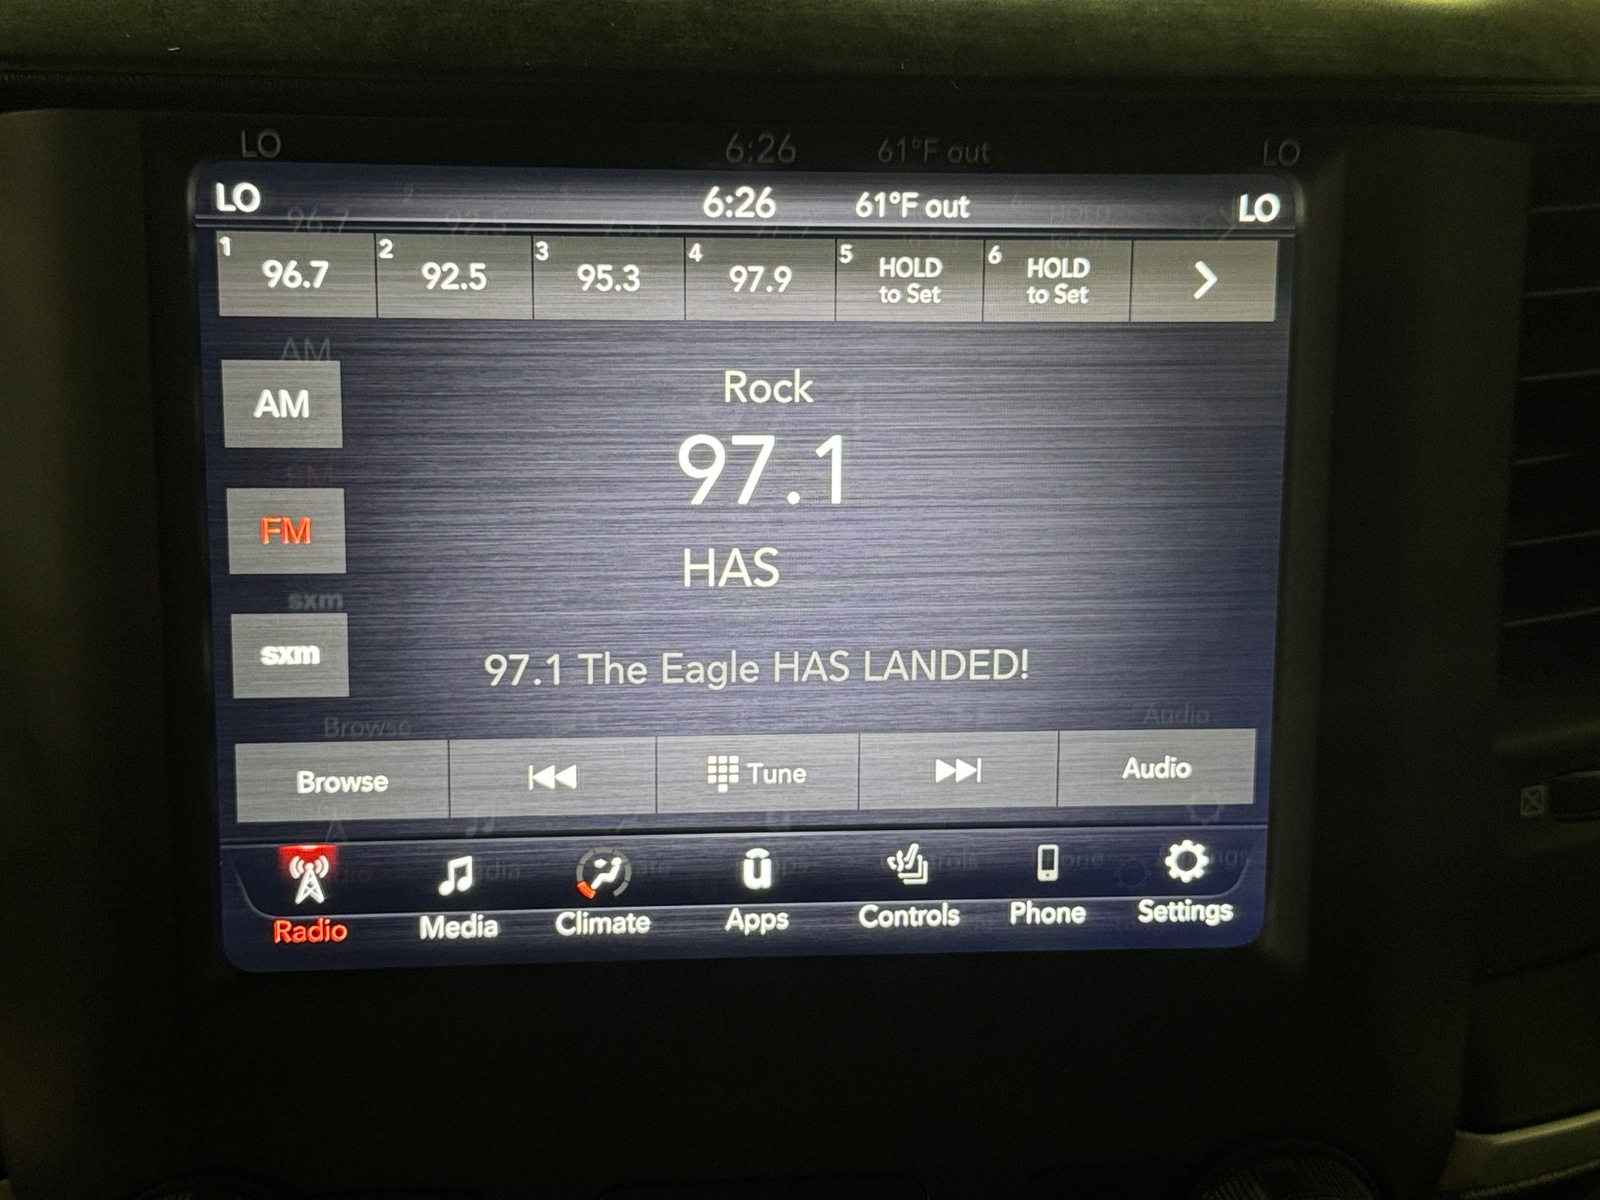 LO 6:26 61°F out LO
1 96.7 2 92.5 3 95.3 4 97.9 5 HOLD to Set 6 HOLD to Set
AM
Rock
97.1
FM
HAS
sxm
97.1 The Eagle HAS LANDED!
Browse Tune Audio
Radio Media Climate Apps Controls Phone Settings